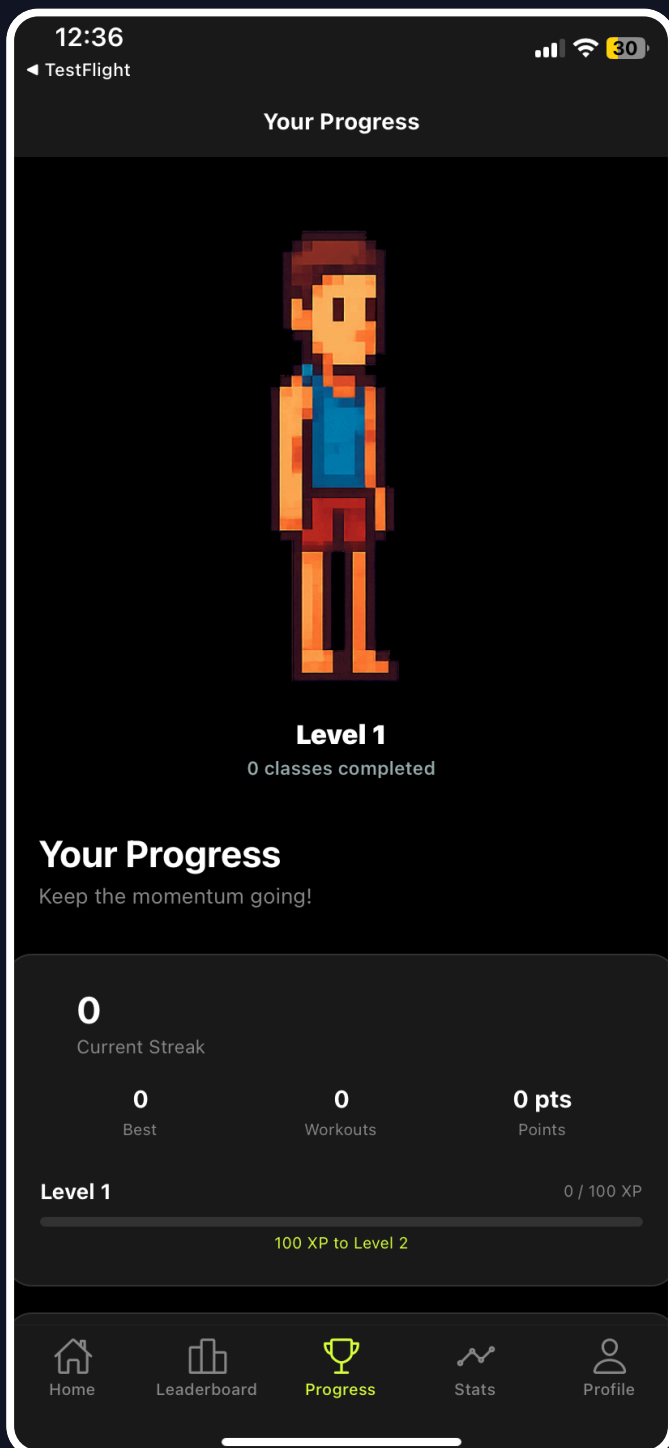 12:36
30
◀ TestFlight
Your Progress
Level 1
0 classes completed
Your Progress
Keep the momentum going!
0
Current Streak
0 0 0 pts
Best Workouts Points
Level 1 0 / 100 XP
100 XP to Level 2
Home Leaderboard Progress Stats Profile